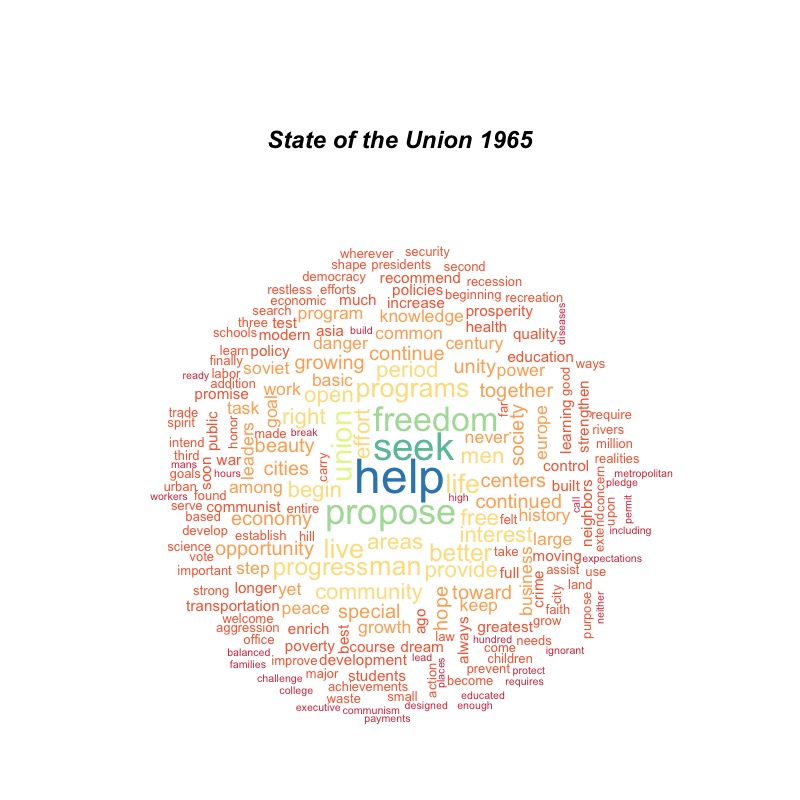 State of the Union 1965
wherever security
shape presidents second
democracy recommend recession
restless efforts policies beginning recreation
economic much increase prosperity
search program knowledge health diseases
three test asia build common century quality
schools modern danger continue education
learn policy growing period unity power ways
finally soviet basic programs together good
ready labor work open
addition goal far
promise task right freedom never society europe learning strengthen require
trade public honor leaders made break union effort seek men rivers
spirit beauty million
intend war cities carry help life centers control realities
third soon hours high built metropolitan
mans among begin continued neighbors concern pledge
goals urban found propose free felt history call upon permit
workers communist entire interest large extend including
serve economy hill areas better take moving expectations
based establish live
develop opportunity progress man provide full assist use
science step community business crime city land
vote longer yet hope toward faith purpose neither
important peace special keep grow
strong enrich growth ago always greatest needs
transportation best law hundred come ignorant
welcome poverty course dream children
aggression improve development lead places prevent protect
office major students action become requires
balanced achievements small educated
families waste designed enough
challenge communism
college payments
executive